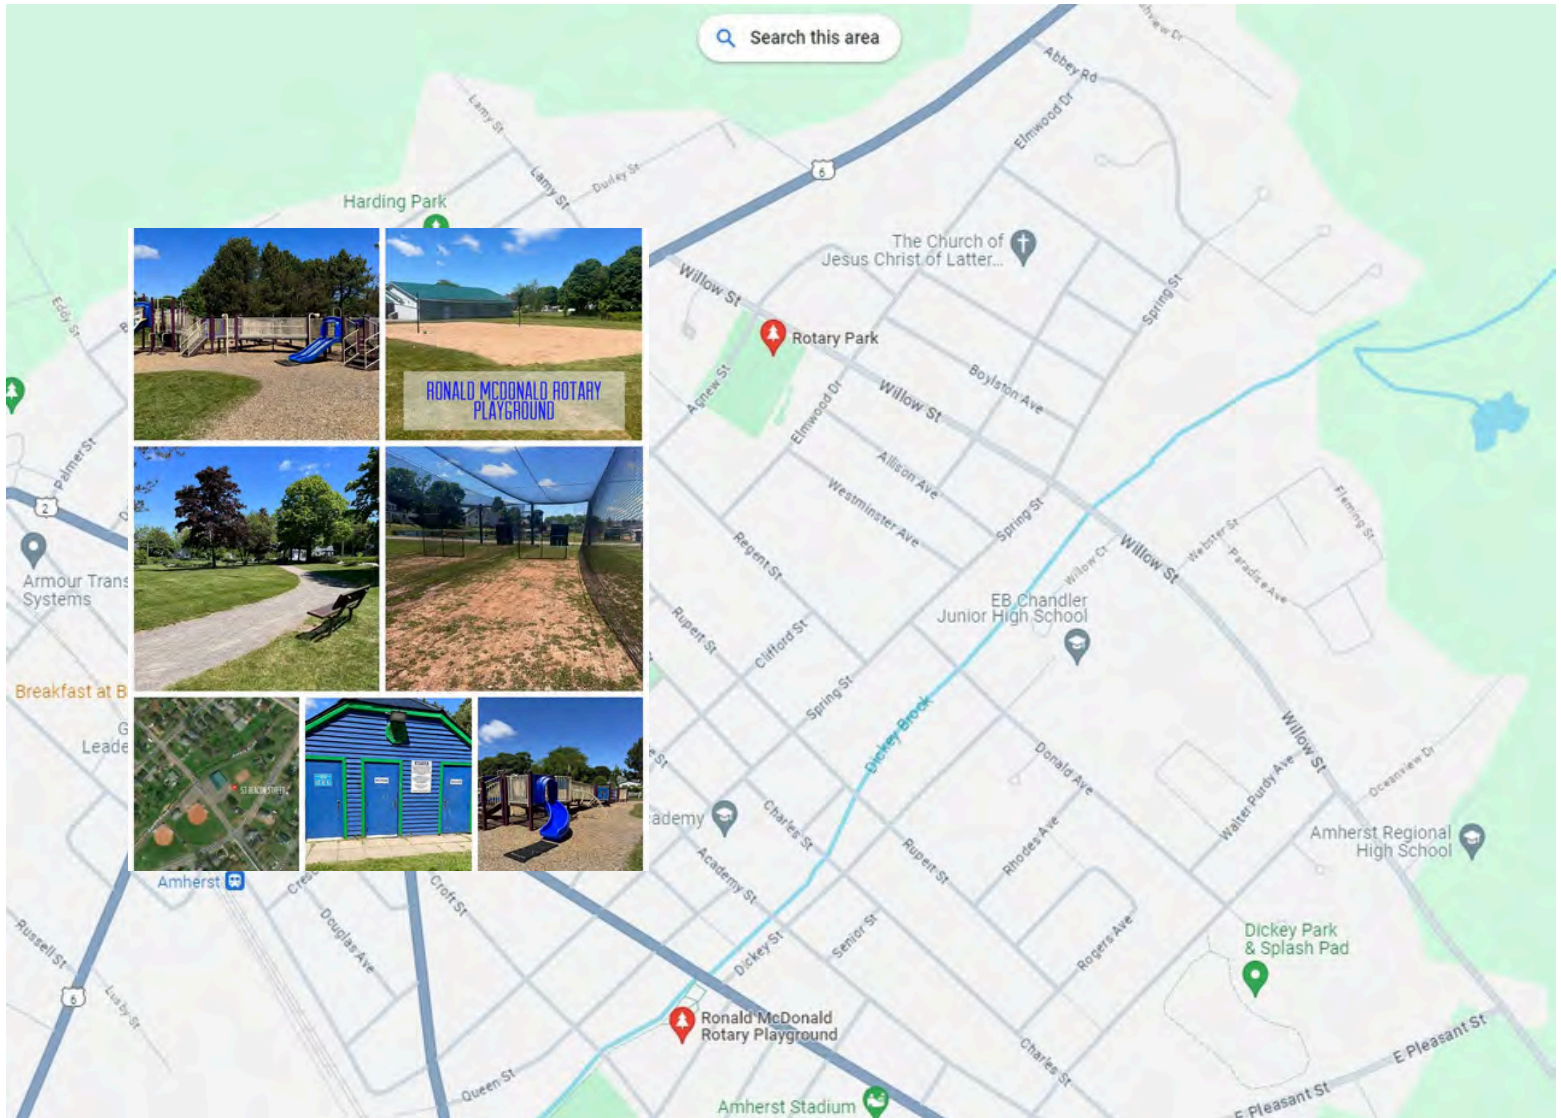 Search this area
Abbey Rd
Elmwood Dr
Lamy St
Lamy St
Durley St
6
Harding Park
The Church of
Jesus Christ of Latter...
Willow St
Spring St
Eddy St
Rotary Park
RONALD MCDONALD ROTARY
PLAYGROUND
Agnew St
Boylston Ave
Willow St
Elmwood Dr
Palmer St
Allison Ave
Westminster Ave
2
Spring St
Fleming St
Webster St
Willow St
Paradise Ave
Willow Ct
Regent St
Armour Trans
Systems
EB Chandler
Junior High School
Rupert St
Clifford St
Breakfast at B
Spring St
G
Leade
Dickey Brook
Donald Ave
Willow St
Oceanview Dr
Walter Purdy Ave
cademy
Charles St
Rhodes Ave
Rupert St
Amherst Regional
High School
Academy St
Amherst
Croft St
Douglas Ave
Senior St
Dickey St
Rogers Ave
Dickey Park
& Splash Pad
Russell St
6
Lusby St
Ronald McDonald
Rotary Playground
Charles St
E Pleasant St
Queen St
Amherst Stadium
E Pleasant St